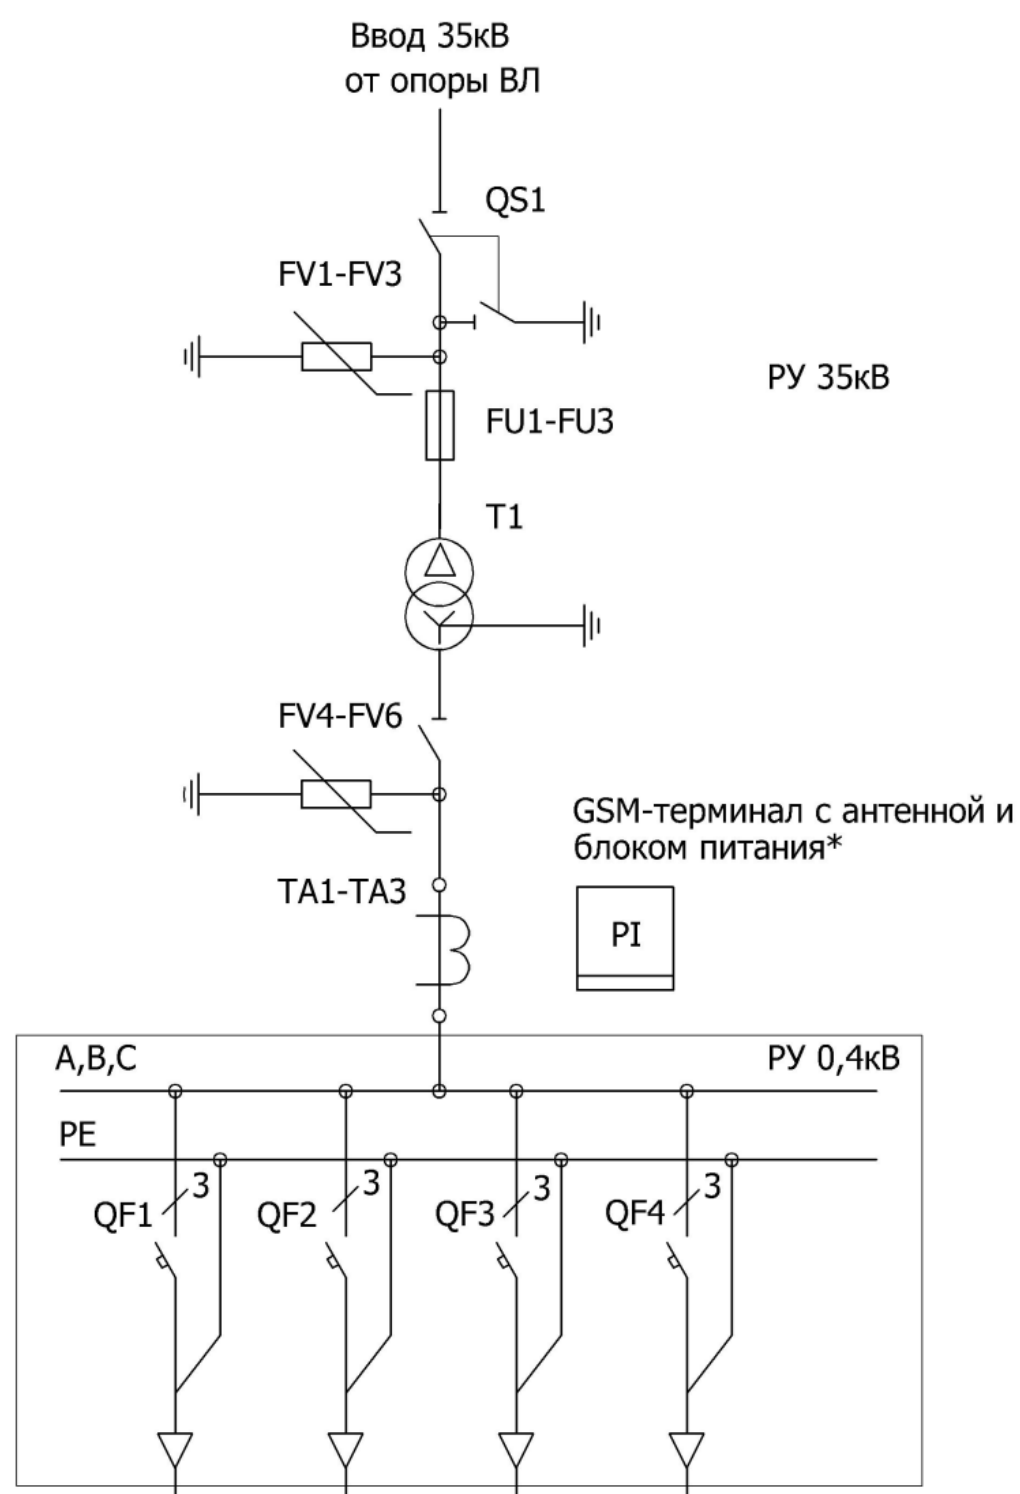 Ввод 35кВ
от опоры ВЛ
QS1
FV1-FV3
РУ 35кВ
FU1-FU3
T1
FV4-FV6
GSM-терминал с антенной и
блоком питания*
TA1-TA3
PI
A,B,C
РУ 0,4кВ
PE
3
3
3
3
QF1
QF2
QF3
QF4